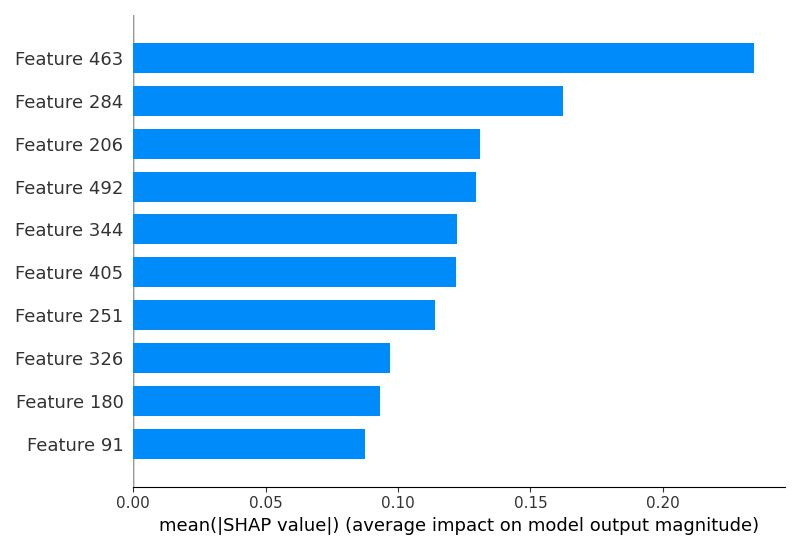 Feature 463
Feature 284
Feature 206
Feature 492
Feature 344
Feature 405
Feature 251
Feature 326
Feature 180
Feature 91
0.00 0.05 0.10 0.15 0.20
mean(|SHAP value|) (average impact on model output magnitude)